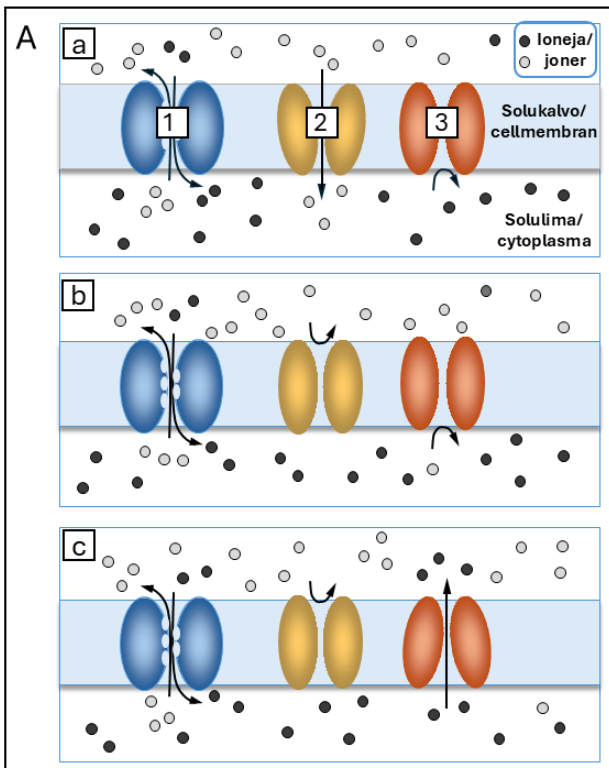 A
a
Ioneja/
joner
1
2
3
Solukalvo/
cellmembran
Solulima/
cytoplasma
b
c